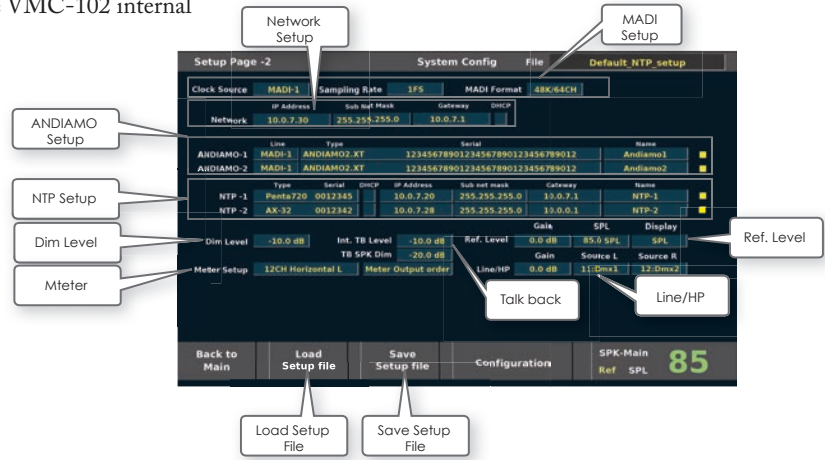 VMC-102 internal
Network
Setup
MADI
Setup
Setup Page -2 System Config File Default_NTP_setup
Clock Source MADI-1 Sampling Rate 1FS MADI Format 48K/64CH
IP Address Sub Net Mask Gateway DHCP
Network 10.0.7.30 255.255.255.0 10.0.7.1
ANDIAMO
Setup
Line Type Serial Name
ANDIAMO-1 MADI-1 ANDIAMO2.XT 12345678901234567890123456789012 Andiamo1
ANDIAMO-2 MADI-1 ANDIAMO2.XT 12345678901234567890123456789012 Andiamo2
NTP Setup
Type Serial DHCP IP Address Sub net mask Gateway Name
NTP -1 Penta720 0012345 10.0.7.20 255.255.255.0 10.0.7.1 NTP-1
NTP -2 AX-32 0012342 10.0.7.28 255.255.255.0 10.0.0.1 NTP-2
Dim Level
Gain SPL Display
Dim Level -10.0 dB Int. TB Level -10.0 dB Ref. Level 0.0 dB 85.0 SPL SPL
Ref. Level
TB SPK Dim -20.0 dB Gain Source L Source R
Meter Setup 12CH Horizontal L Meter Output order Line/HP 0.0 dB 11:Dmx1 12:Dmx2
Mteter
Talk back
Line/HP
Back to
Main
Load
Setup file
Save
Setup file
Configuration
SPK-Main
Ref SPL
85
Load Setup
File
Save Setup
File